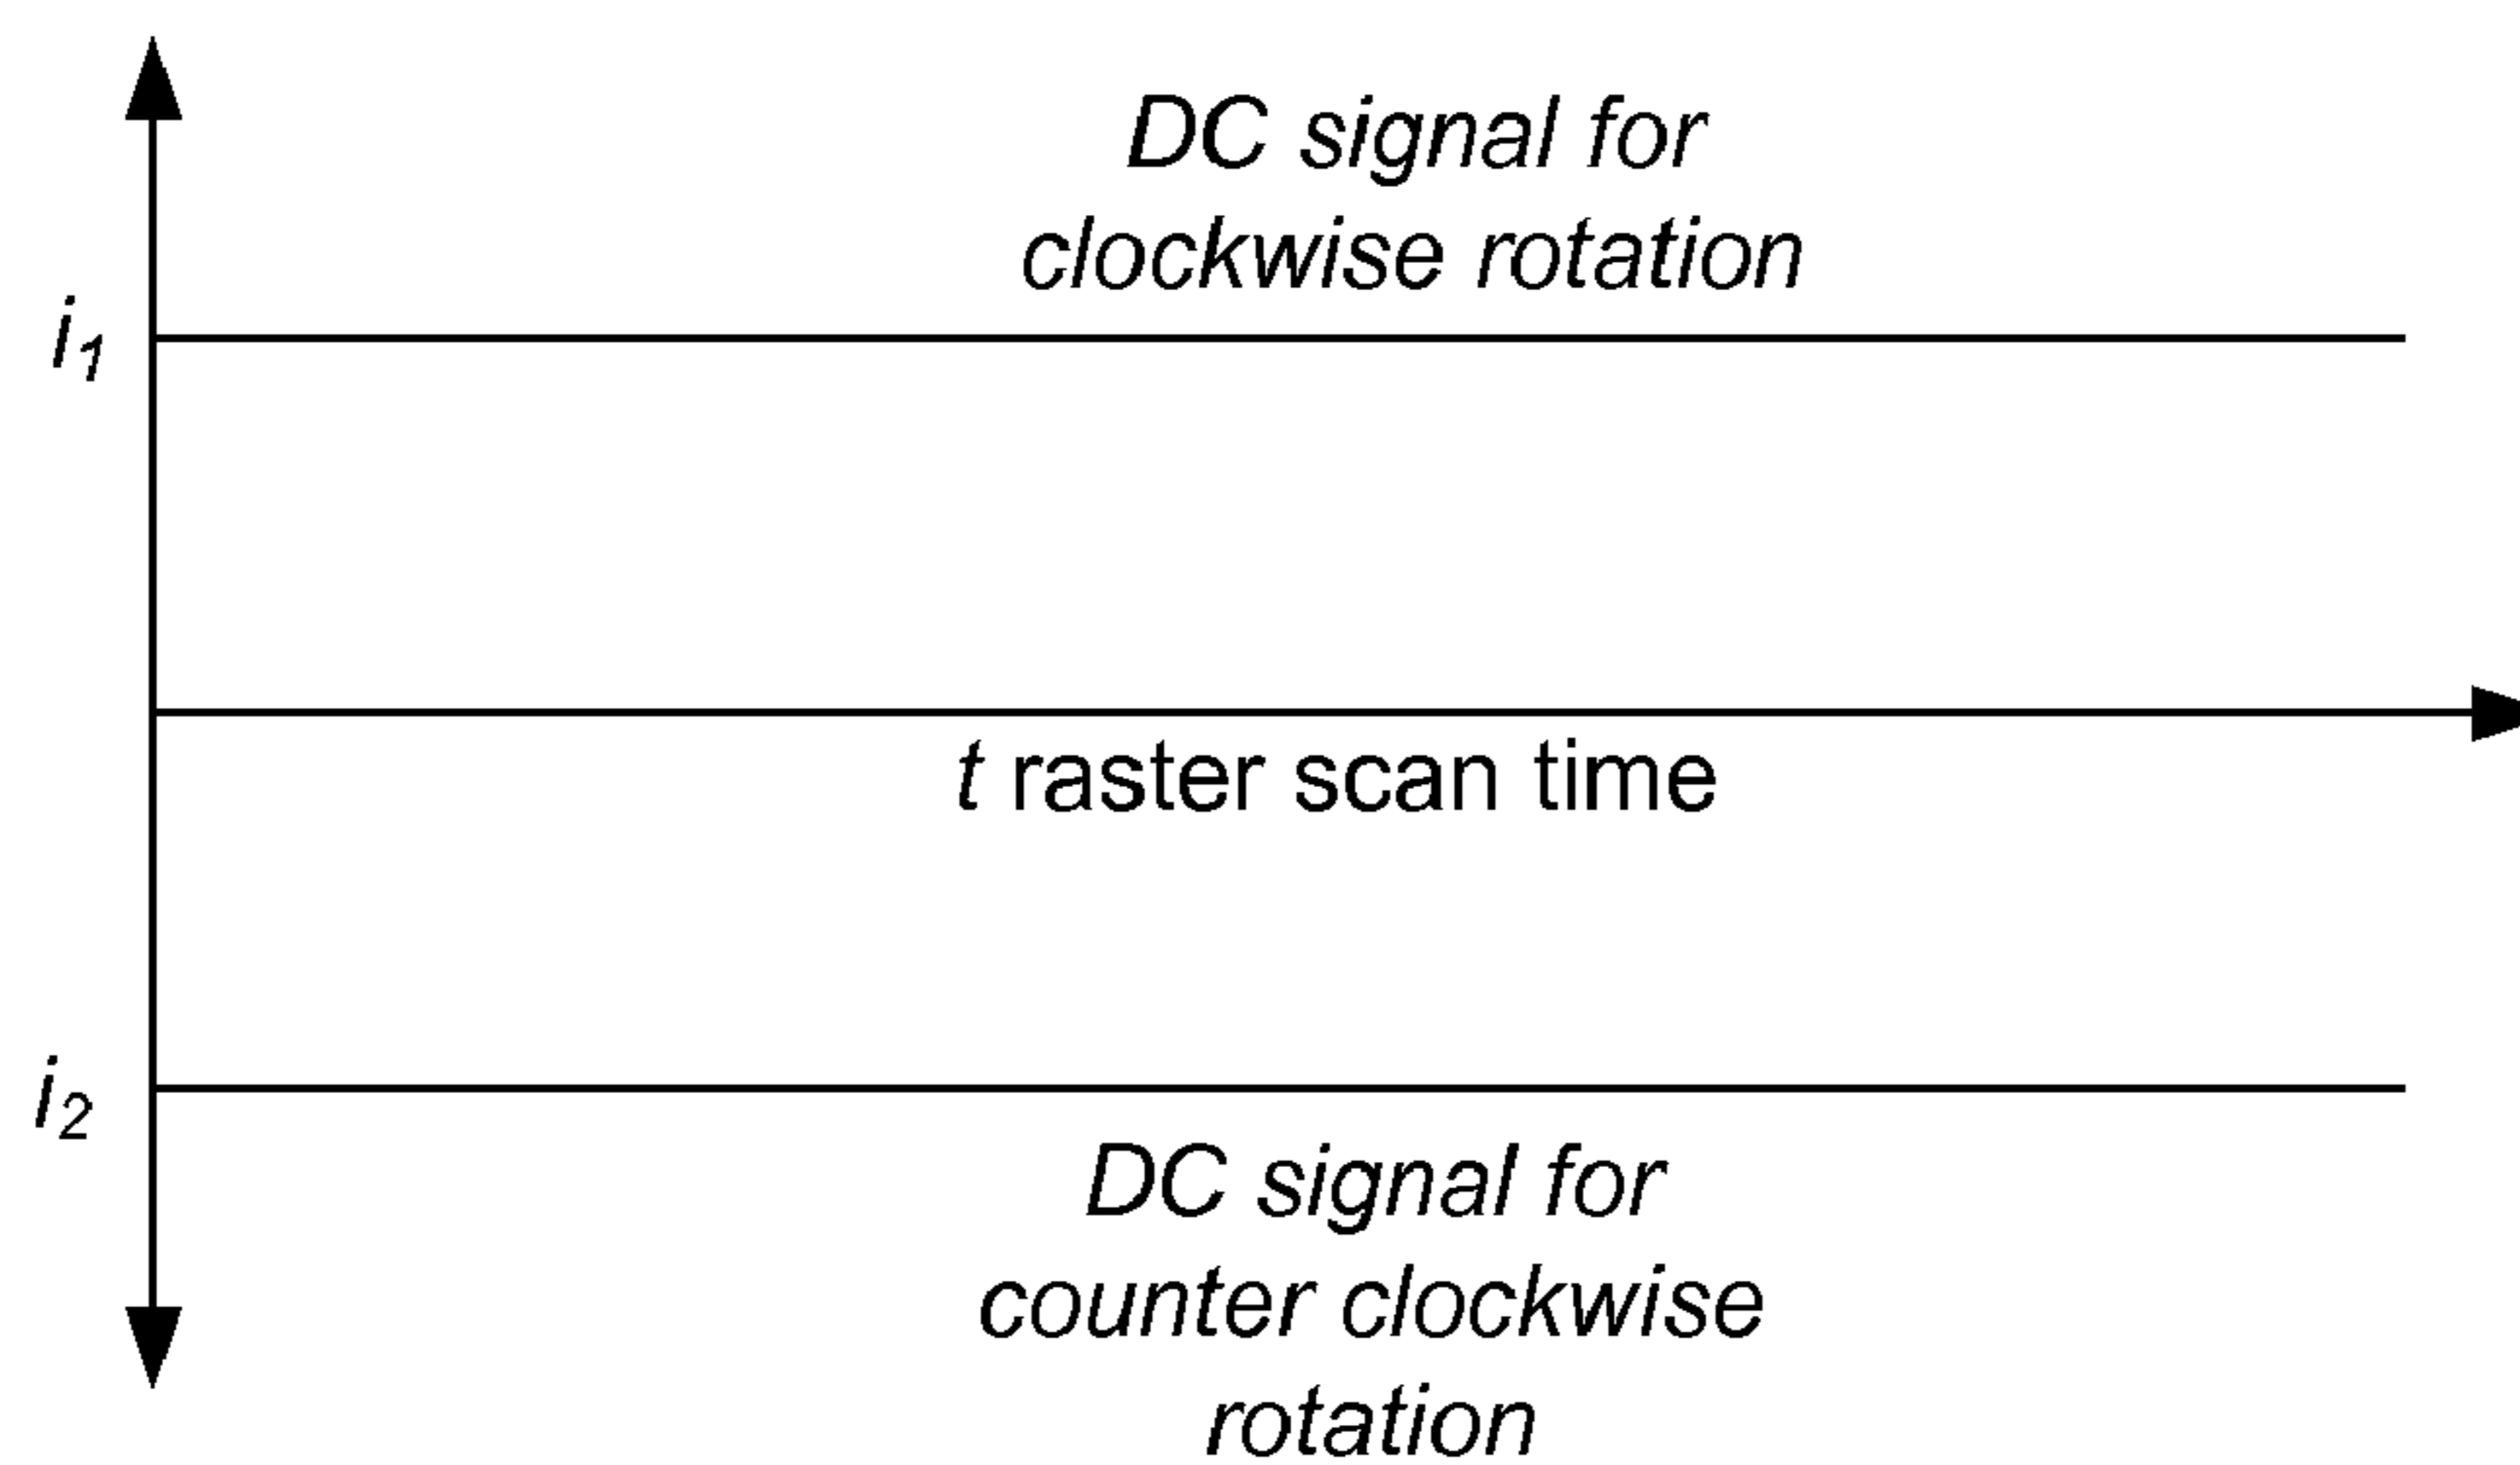 DC signal for
clockwise rotation
i1
t raster scan time
i2
DC signal for
counter clockwise
rotation